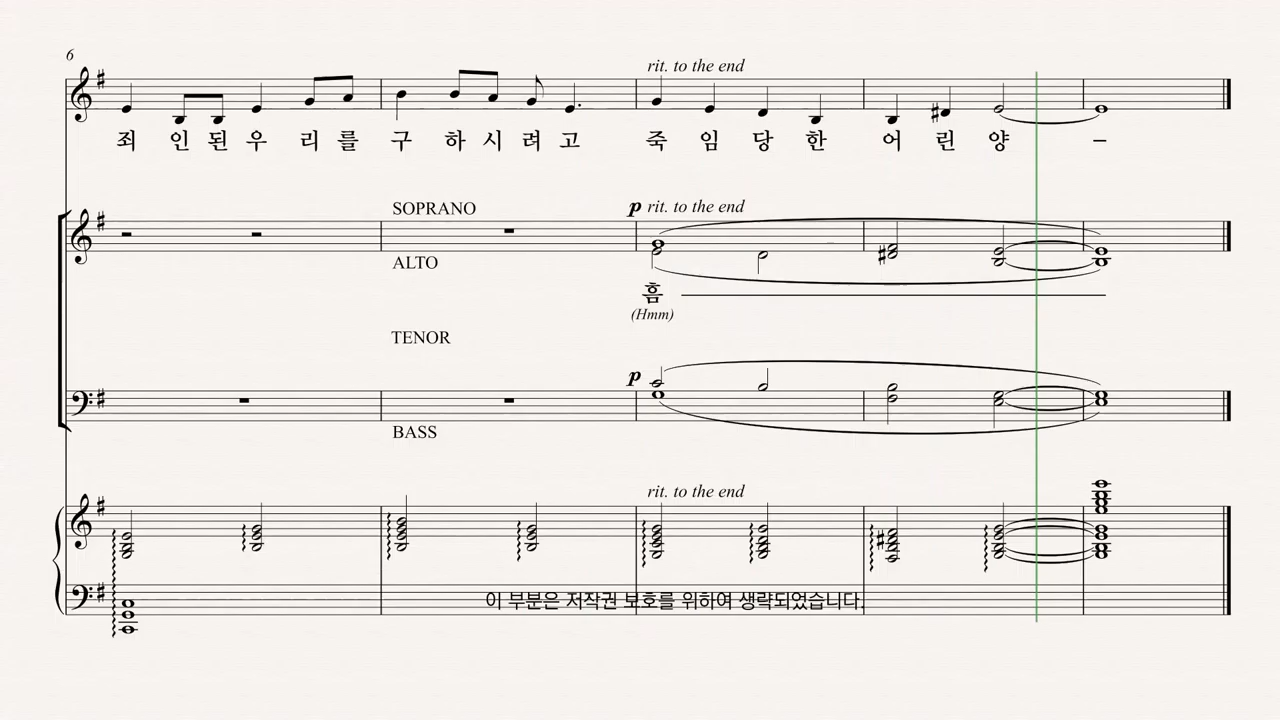 6
rit. to the end
죄 인 된 우 리 를 구 하 시 려 고 죽 임 당 한 어 린 양 –
SOPRANO
p rit. to the end
ALTO
흠
(Hmm)
TENOR
p
BASS
rit. to the end
이 부분은 저작권 보호를 위하여 생략되었습니다.